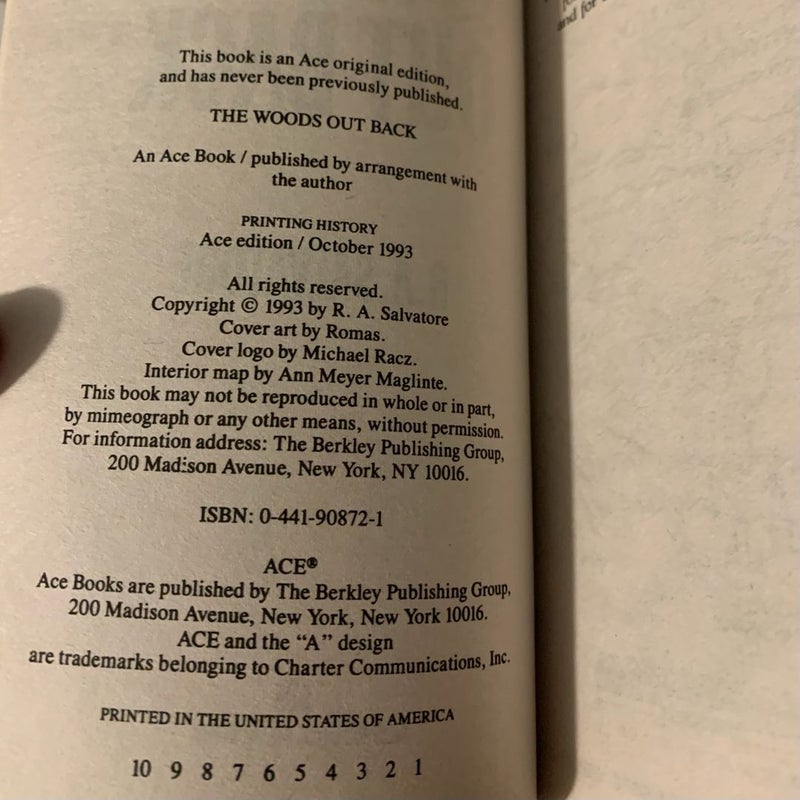 This book is an Ace original edition,
and has never been previously published.
THE WOODS OUT BACK
An Ace Book / published by arrangement with
the author
PRINTING HISTORY
Ace edition / October 1993
All rights reserved.
Copyright © 1993 by R. A. Salvatore
Cover art by Romas.
Cover logo by Michael Racz.
Interior map by Ann Meyer Maglinte.
This book may not be reproduced in whole or in part,
by mimeograph or any other means, without permission.
For information address: The Berkley Publishing Group,
200 Madison Avenue, New York, NY 10016.
ISBN: 0-441-90872-1
ACE®
Ace Books are published by The Berkley Publishing Group,
200 Madison Avenue, New York, New York 10016.
ACE and the “A” design
are trademarks belonging to Charter Communications, Inc.
PRINTED IN THE UNITED STATES OF AMERICA
10 9 8 7 6 5 4 3 2 1
and for